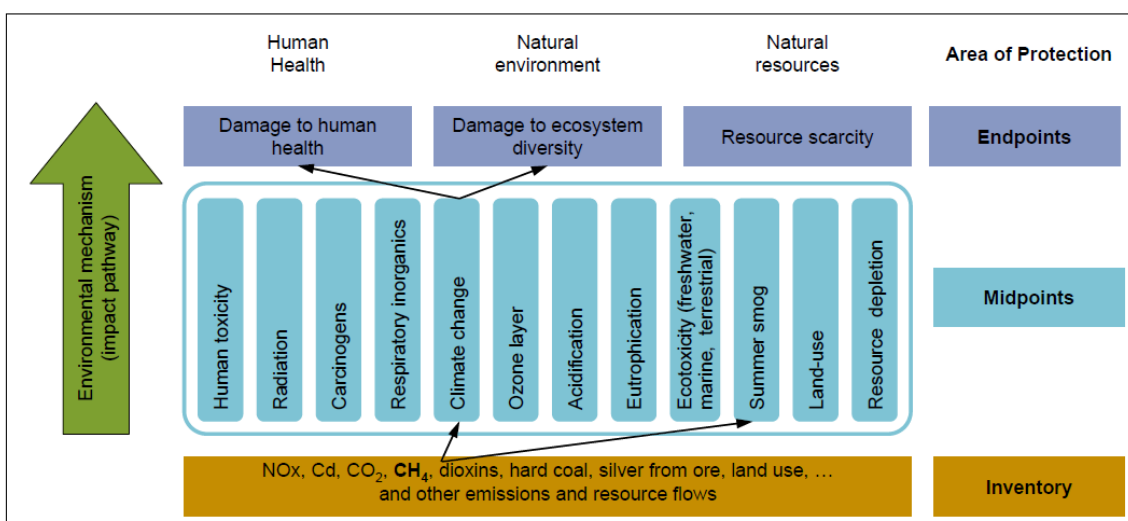 Human
Health
Natural
environment
Natural
resources
Area of Protection
Damage to human
health
Damage to ecosystem
diversity
Resource scarcity
Endpoints
Environmental mechanism
(impact pathway)
Human toxicity
Radiation
Carcinogens
Respiratory inorganics
Climate change
Ozone layer
Acidification
Eutrophication
Ecotoxicity (freshwater,
marine, terrestrial)
Summer smog
Land-use
Resource depletion
Midpoints
NOx, Cd, CO₂, CH₄, dioxins, hard coal, silver from ore, land use, …
and other emissions and resource flows
Inventory